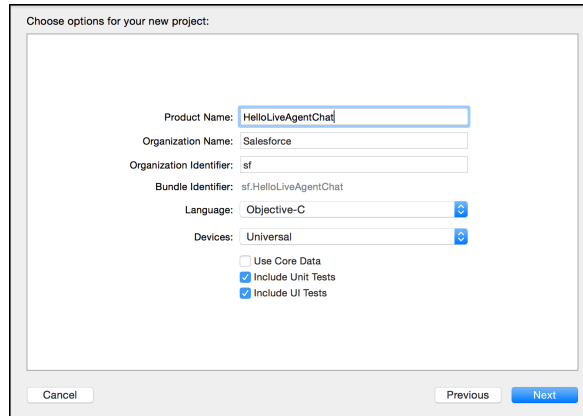 Choose options for your new project:
Product Name: HelloLiveAgentChat
Organization Name: Salesforce
Organization Identifier: sf
Bundle Identifier: sf.HelloLiveAgentChat
Language: Objective-C
Devices: Universal
Use Core Data
Include Unit Tests
Include UI Tests
Cancel Previous Next